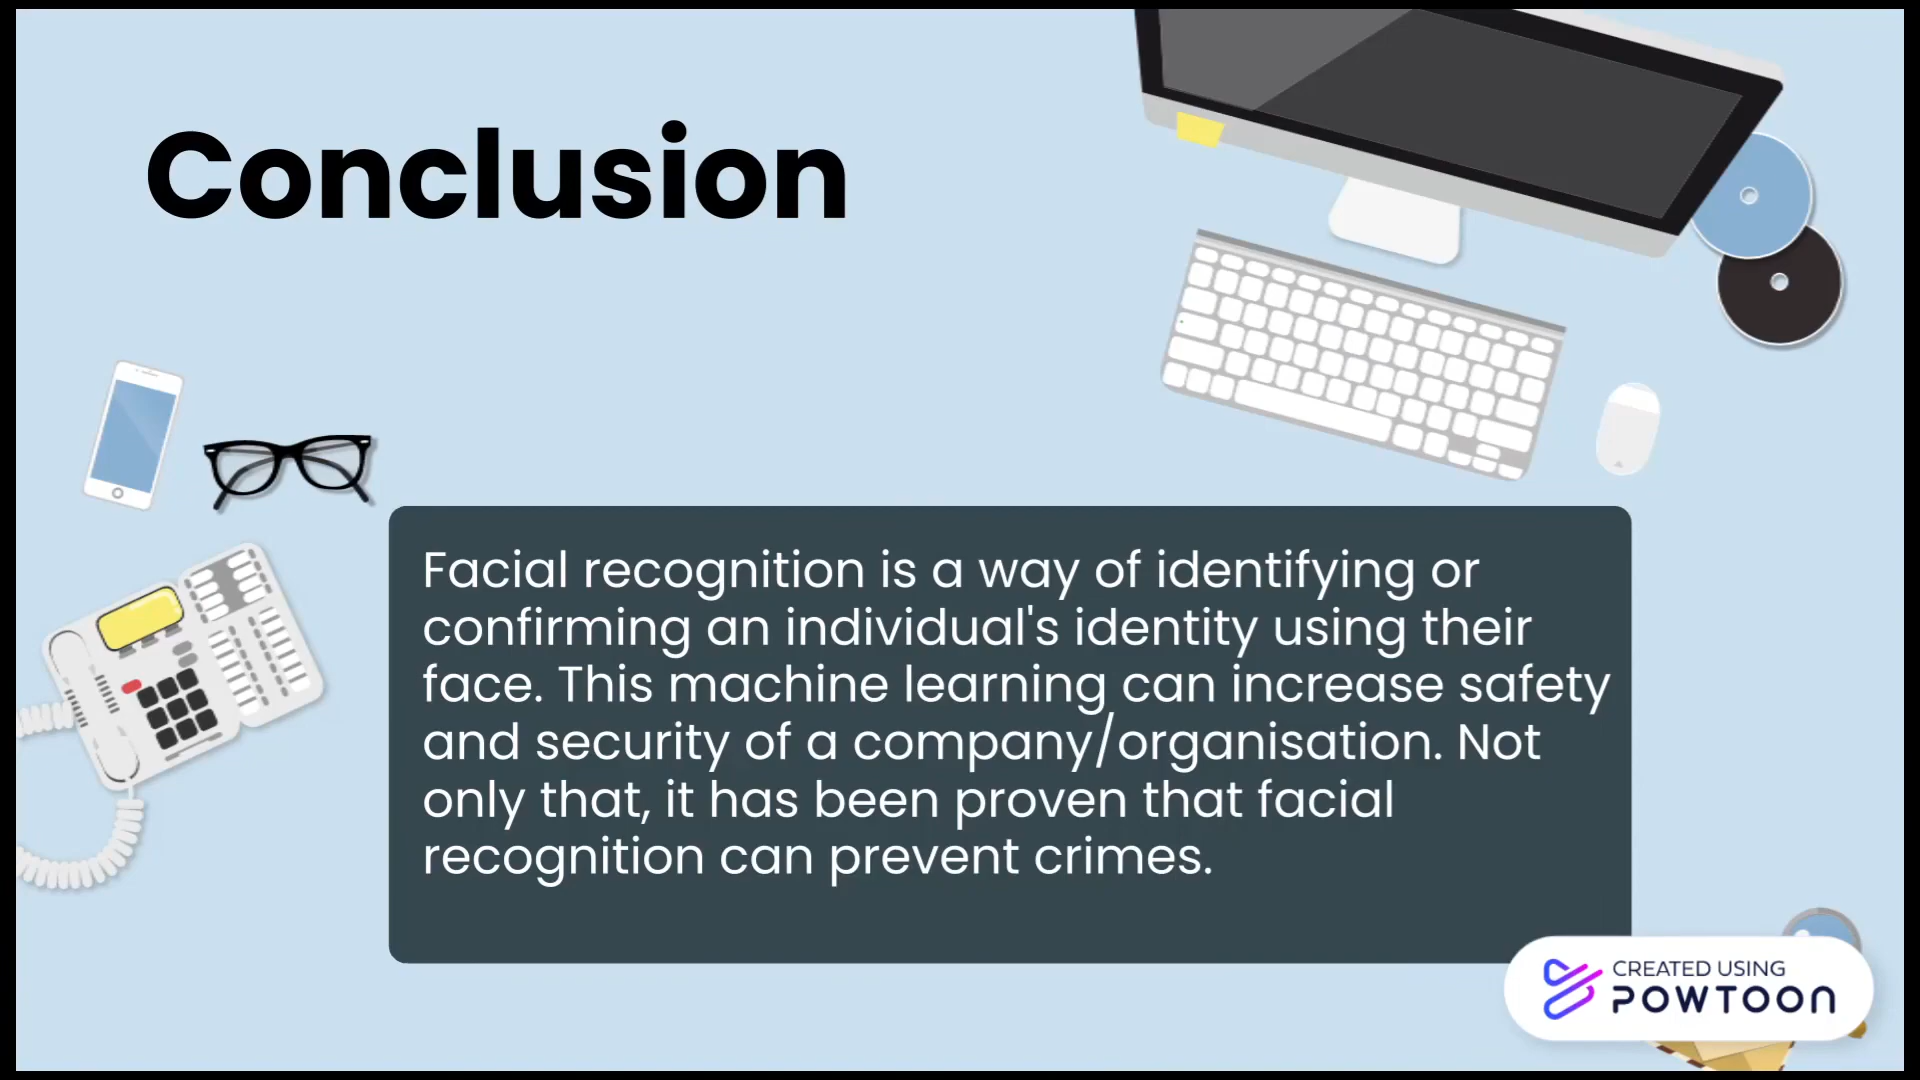 Conclusion
Facial recognition is a way of identifying or
confirming an individual's identity using their
face. This machine learning can increase safety
and security of a company/organisation. Not
only that, it has been proven that facial
recognition can prevent crimes.
CREATED USING
POWTOON